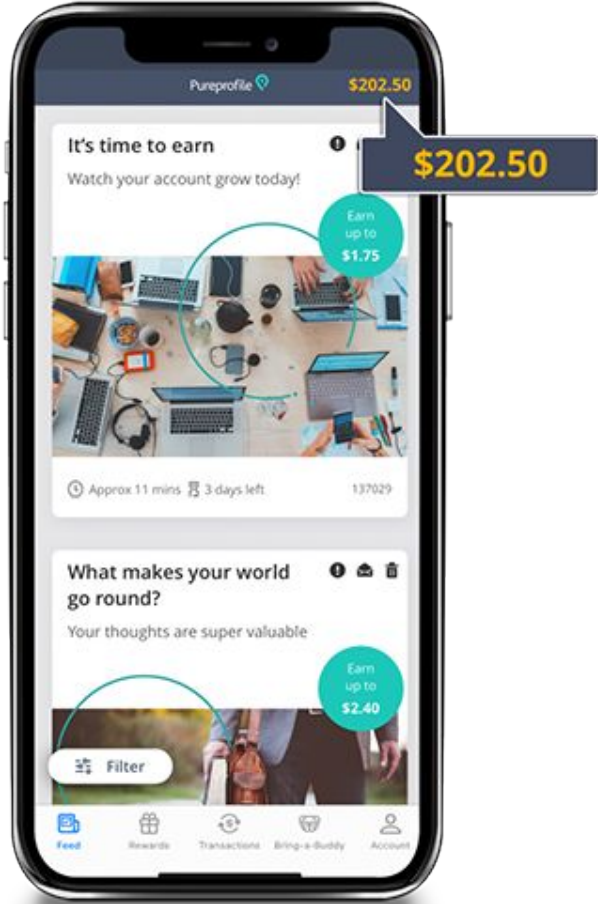 Pureprofile
$202.50
$202.50
It's time to earn
Watch your account grow today!
Earn
up to
$1.75
Approx 11 mins
3 days left
137029
What makes your world
go round?
Your thoughts are super valuable
Earn
up to
$2.40
Filter
Feed
Rewards
Transactions
Bring-a-Buddy
Account